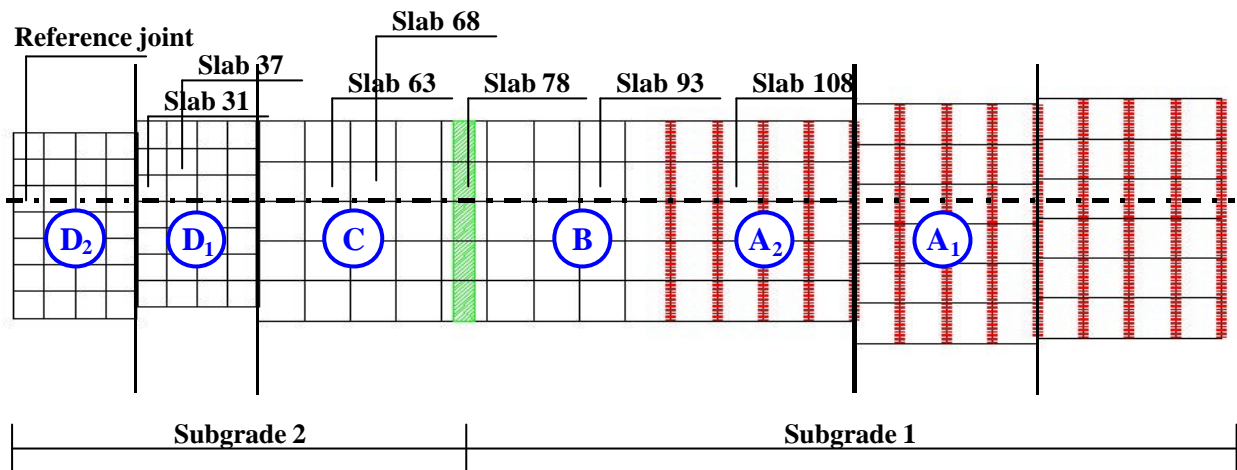 Slab 68
Reference joint
Slab 37
Slab 63
Slab 78
Slab 93
Slab 108
Slab 31
D2
D1
C
B
A2
A1
Subgrade 2
Subgrade 1